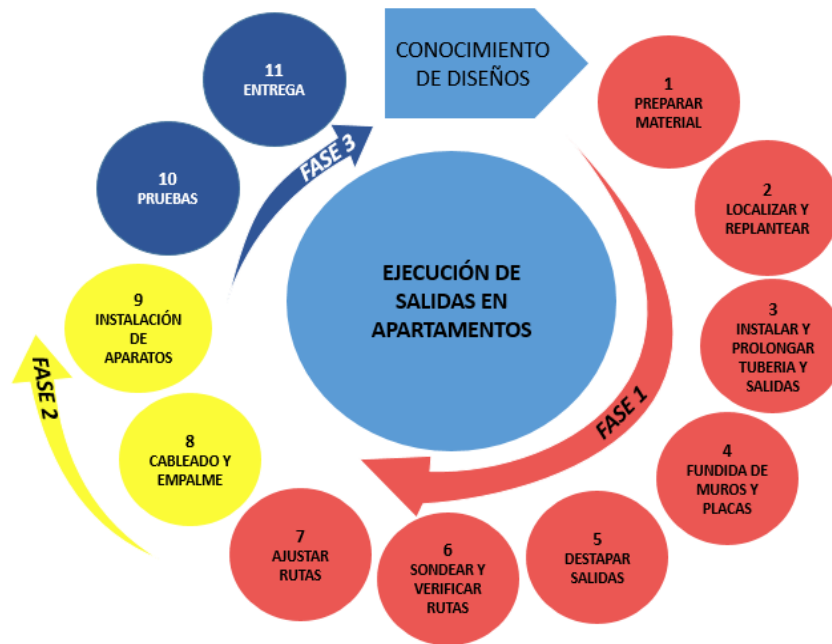 CONOCIMIENTO
DE DISEÑOS
1
PREPARAR
MATERIAL
2
LOCALIZAR Y
REPLANTEAR
3
INSTALAR Y
PROLONGAR
TUBERIA Y
SALIDAS
4
FUNDIDA DE
MUROS Y
PLACAS
5
DESTAPAR
SALIDAS
6
SONDEAR Y
VERIFICAR
RUTAS
7
AJUSTAR
RUTAS
8
CABLEADO Y
EMPALME
9
INSTALACIÓN
DE
APARATOS
10
PRUEBAS
11
ENTREGA
FASE 1
FASE 2
FASE 3
EJECUCIÓN DE
SALIDAS EN
APARTAMENTOS